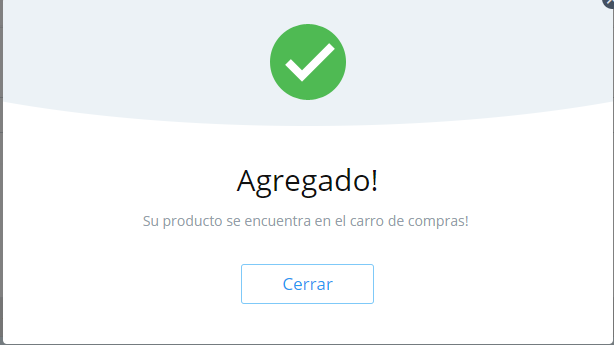 Agregado!
Su producto se encuentra en el carro de compras!
Cerrar